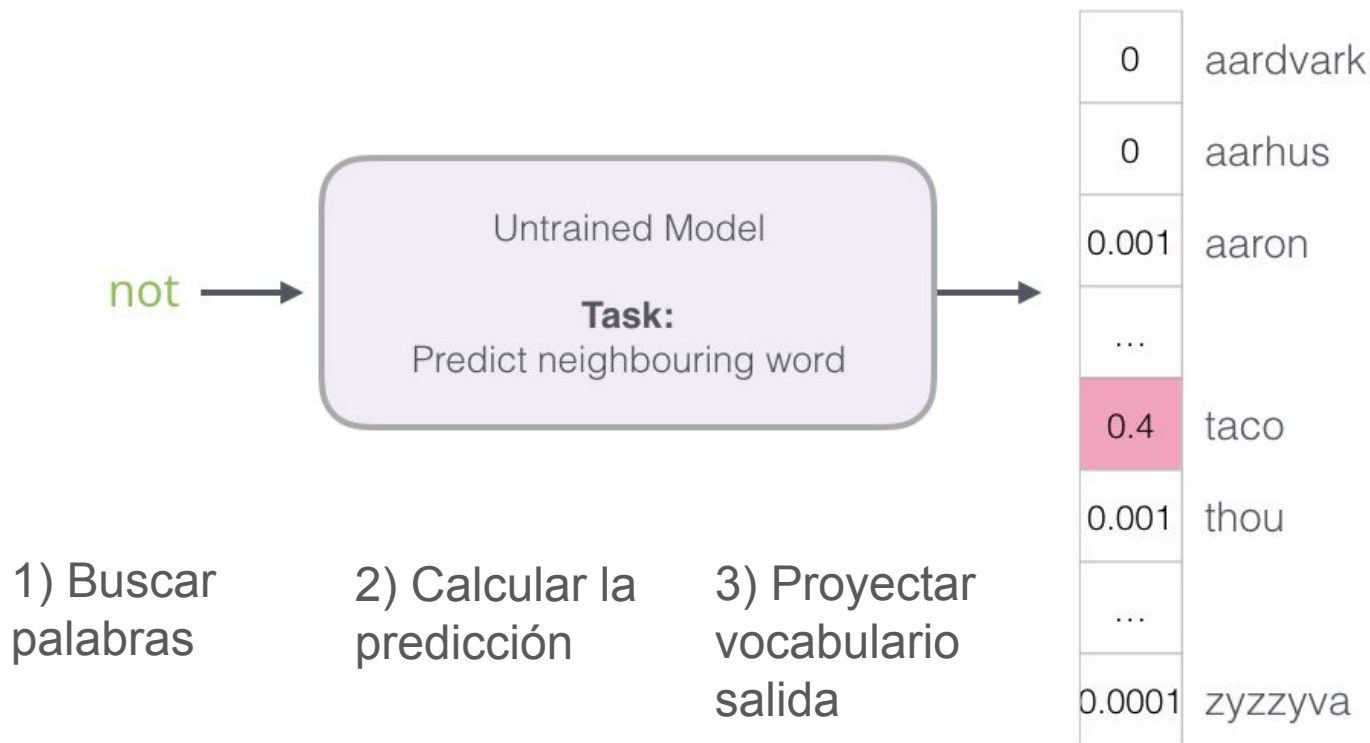 0 aardvark
0 aarhus
0.001 aaron
...
0.4 taco
0.001 thou
...
0.0001 zyzzyva
not
Untrained Model
Task:
Predict neighbouring word
1) Buscar
palabras
2) Calcular la
predicción
3) Proyectar
vocabulario
salida